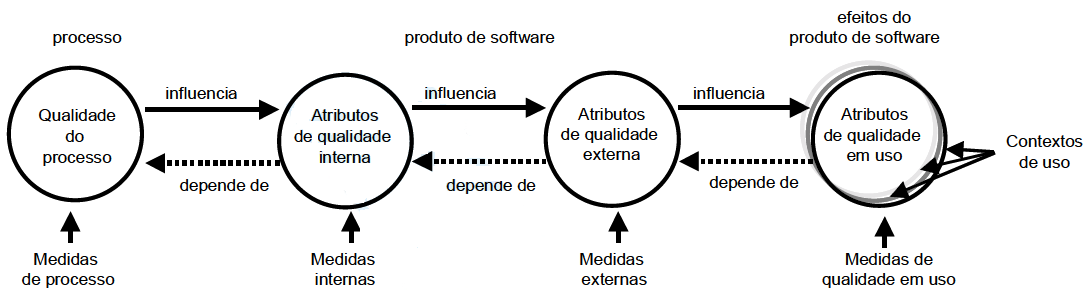 processo
produto de software
efeitos do
produto de software
Qualidade
do
processo
influencia
depende de
Atributos
de qualidade
interna
influencia
depende de
Atributos
de qualidade
externa
influencia
depende de
Atributos
de qualidade
em uso
Contextos
de uso
Medidas
de processo
Medidas
internas
Medidas
externas
Medidas de
qualidade em uso